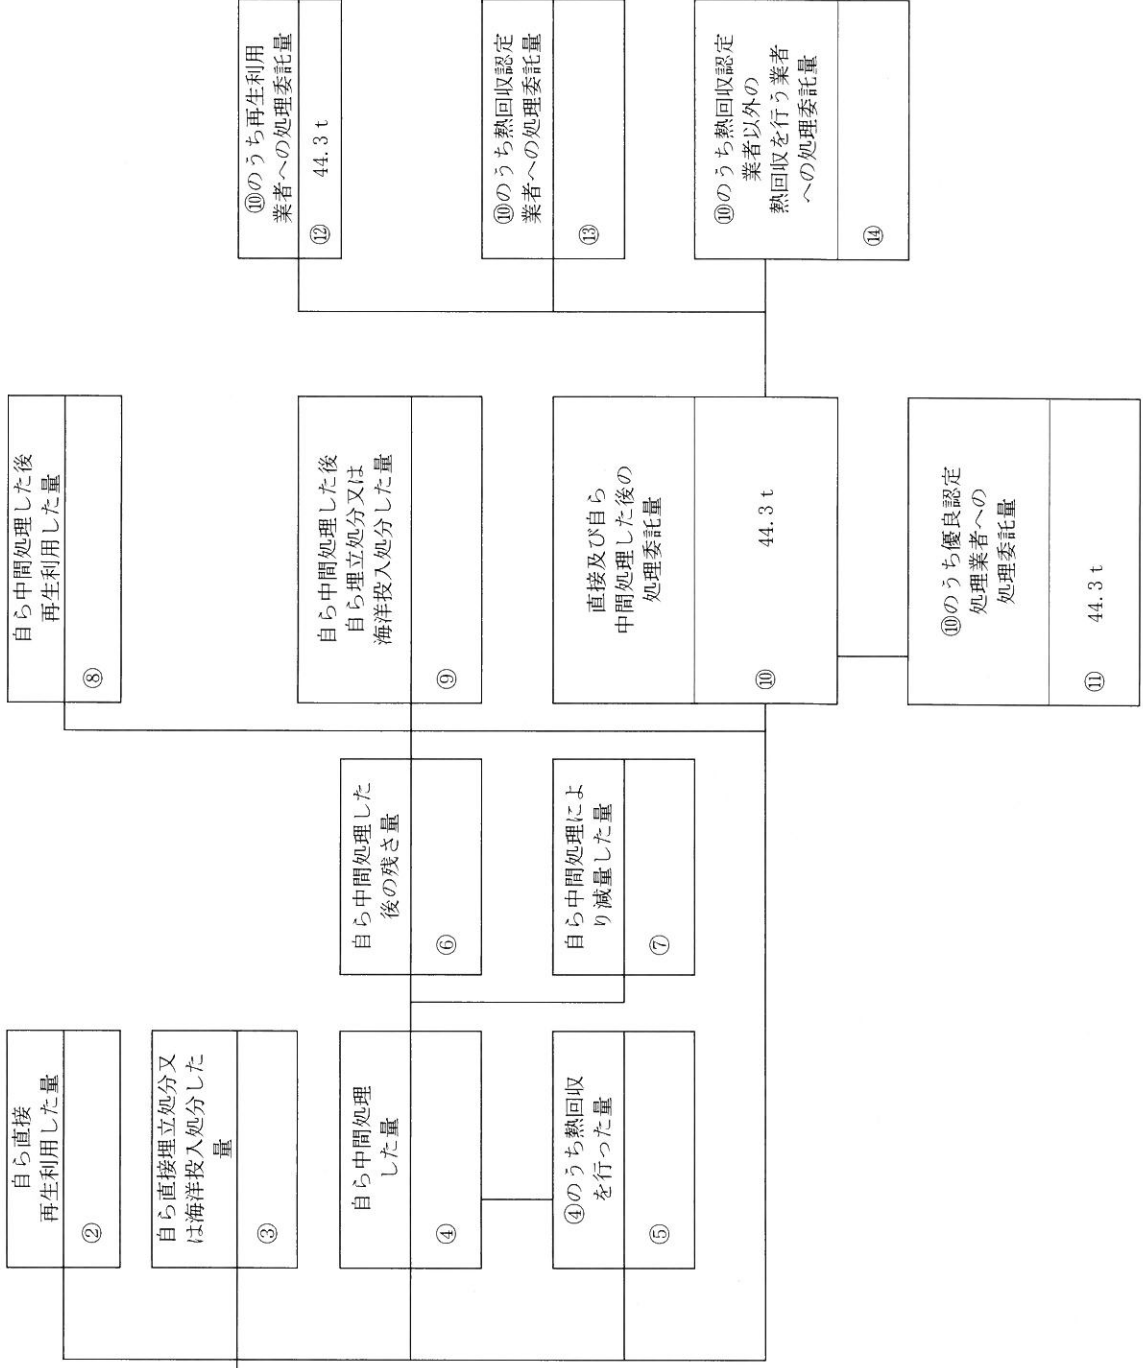 自ら直接
再生利用した量
②
自ら直接埋立処分又
は海洋投入処分した
量
③
自ら中間処理
した量
④
④のうち熱回収
を行った量
⑤
自ら中間処理した
後の残さ量
⑥
自ら中間処理によ
り減量した量
⑦
自ら中間処理した後
再生利用した量
⑧
自ら中間処理した後
自ら埋立処分又は
海洋投入処分した量
⑨
直接及び自ら
中間処理した後の
処理委託量
⑩ 44.3ｔ
⑩のうち優良認定
処理業者への
処理委託量
⑪ 44.3ｔ
⑩のうち再生利用
業者への処理委託量
⑫ 44.3ｔ
⑩のうち熱回収認定
業者への処理委託量
⑬
⑩のうち熱回収認定
業者以外の
熱回収を行う業者
への処理委託量
⑭